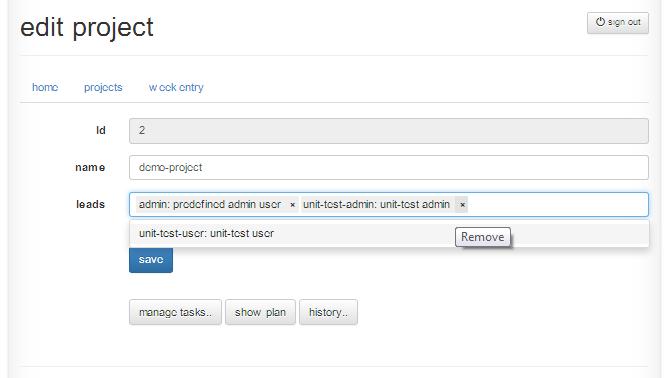 edit project
sign out
home projects week entry
Id 2
name demo-project
leads admin: predefined admin user × unit-test-admin: unit-test admin ×
unit-test-user: unit-test user
Remove
save
manage tasks.. show plan history..